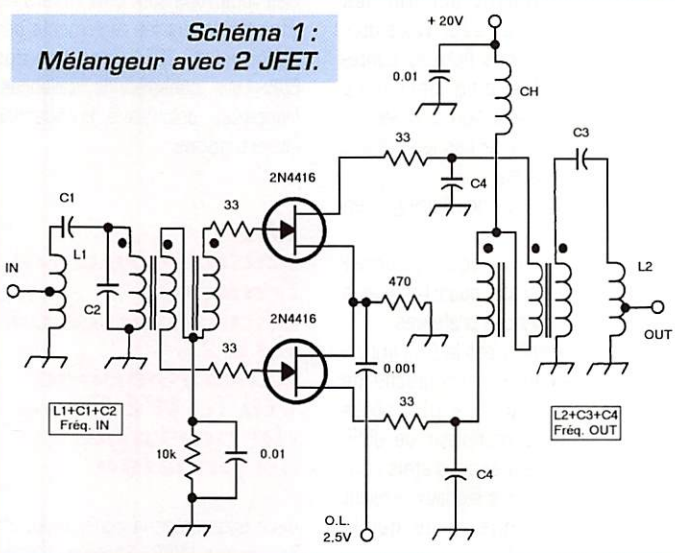 Schéma 1:
Mélangeur avec 2 JFET.
+ 20V
0.01
CH
C3
33
C4
2N4416
33
C1
L1
IN
C2
L2
OUT
470
2N4416
33
0.001
33
L1+C1+C2
Fréq. IN
L2+C3+C4
Fréq. OUT
10k
0.01
C4
O.L.
2.5V